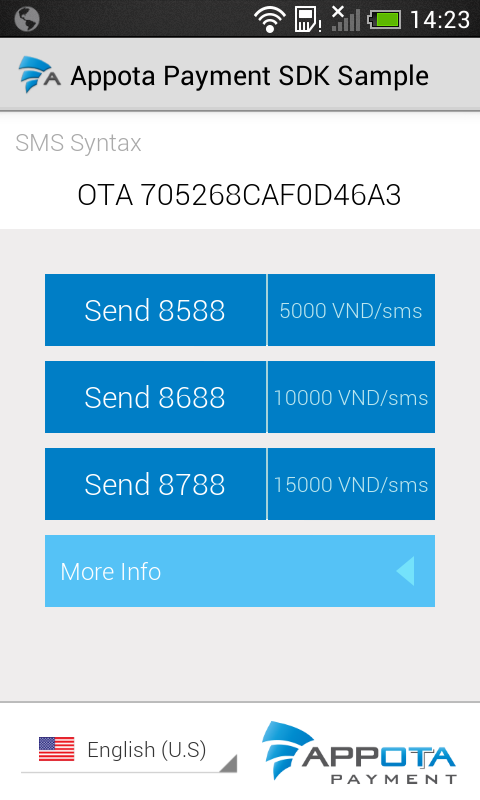 14:23
Appota Payment SDK Sample
SMS Syntax
OTA 705268CAF0D46A3
Send 8588 5000 VND/sms
Send 8688 10000 VND/sms
Send 8788 15000 VND/sms
More Info
English (U.S)
APPOTA
PAYMENT